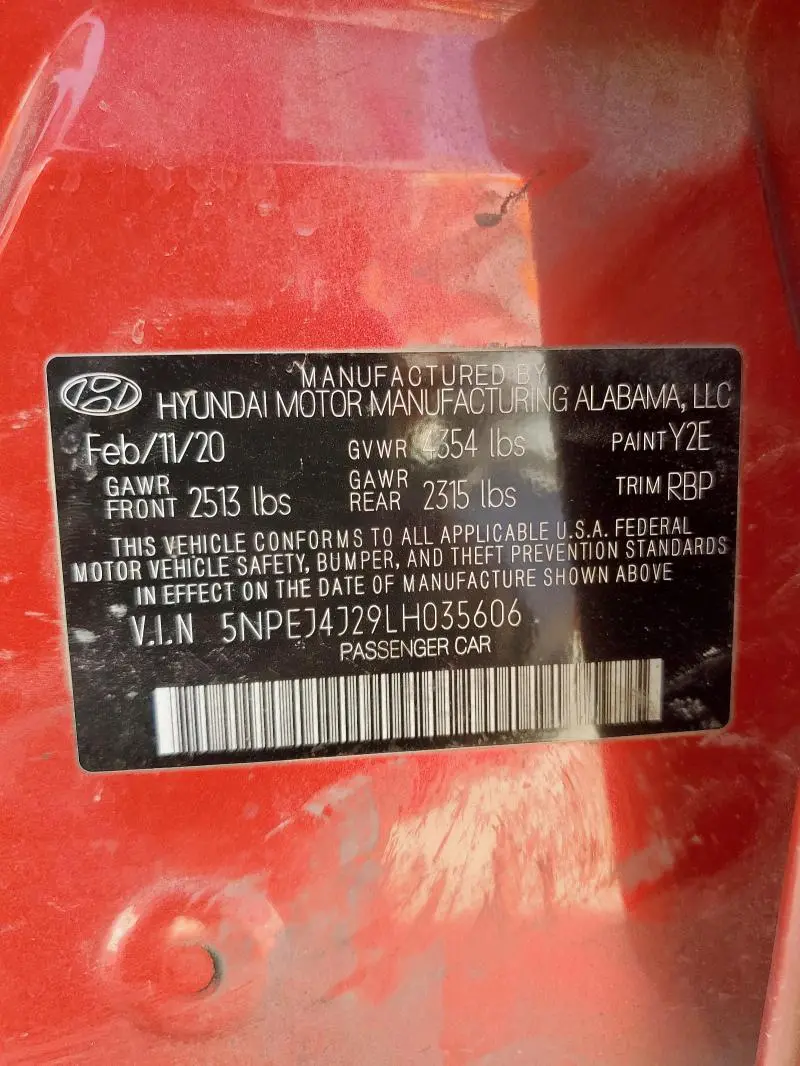 MANUFACTURED BY
HYUNDAI MOTOR MANUFACTURING ALABAMA, LLC
Feb/11/20 GVWR 4354 lbs PAINT Y2E
GAWR FRONT 2513 lbs GAWR REAR 2315 lbs TRIM RBP
THIS VEHICLE CONFORMS TO ALL APPLICABLE U.S.A. FEDERAL
MOTOR VEHICLE SAFETY, BUMPER, AND THEFT PREVENTION STANDARDS
IN EFFECT ON THE DATE OF MANUFACTURE SHOWN ABOVE
V.I.N 5NPEJ4J29LH035606
PASSENGER CAR